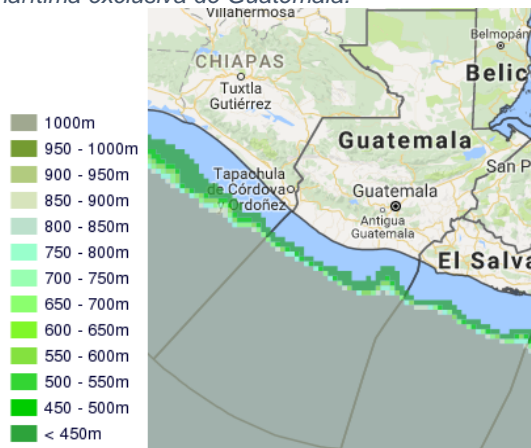 marítima exclusiva de Guatemala.
Villahermosa
Belmopán
CHIAPAS
Belic
Tuxtla
Gutiérrez
1000m
950 - 1000m
900 - 950m
850 - 900m
800 - 850m
750 - 800m
700 - 750m
650 - 700m
600 - 650m
550 - 600m
500 - 550m
450 - 500m
< 450m
Guatemala
San P
Tapachula
de Córdova
y Ordoñez
Guatemala
Antigua
Guatemala
El Salva